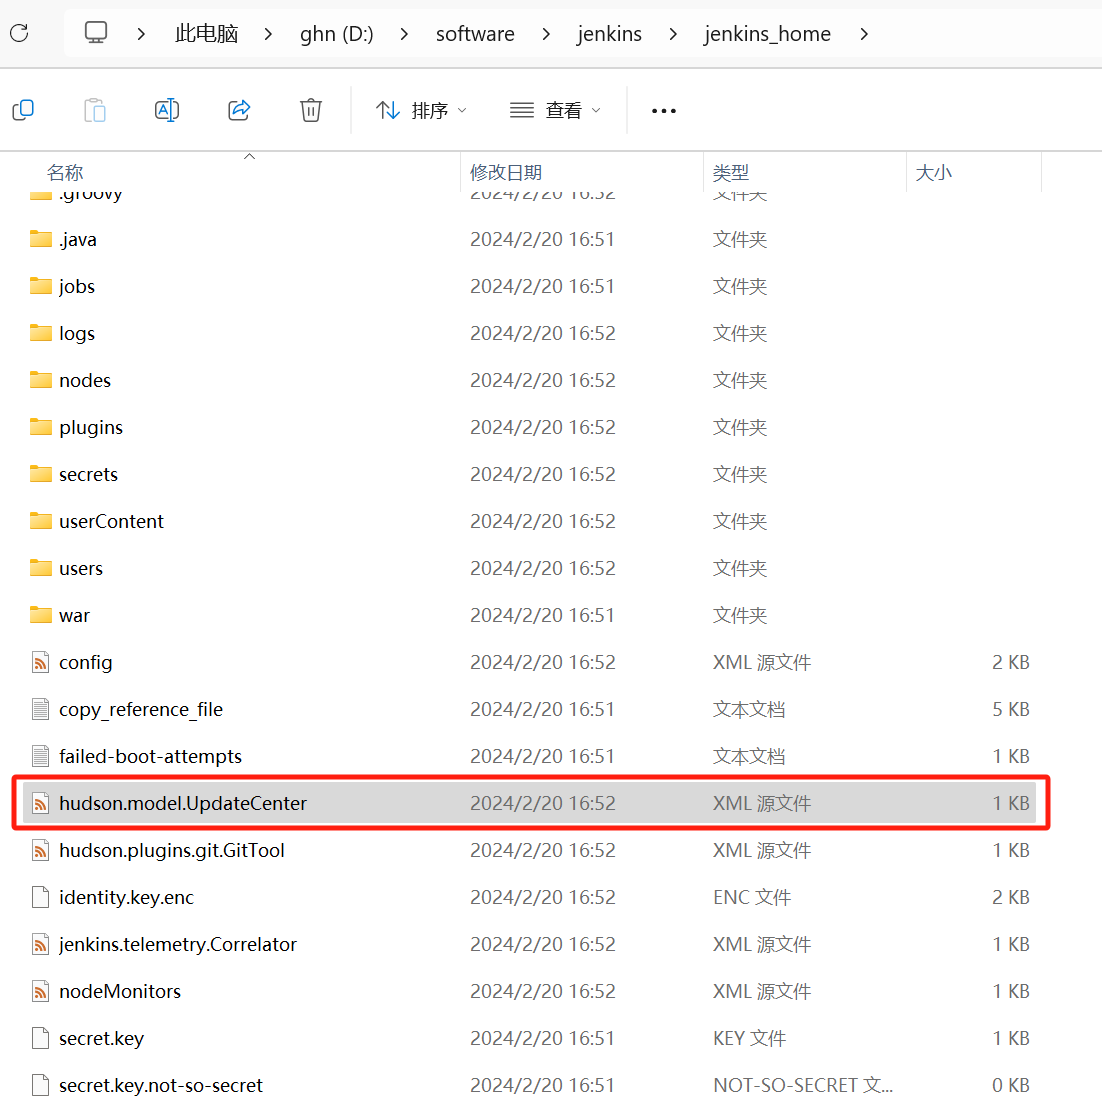 此电脑 ghn (D:) software jenkins jenkins_home
排序 查看
名称 修改日期 类型 大小
.groovy 2024/2/20 16:52 文件夹
.java 2024/2/20 16:51 文件夹
jobs 2024/2/20 16:51 文件夹
logs 2024/2/20 16:52 文件夹
nodes 2024/2/20 16:52 文件夹
plugins 2024/2/20 16:52 文件夹
secrets 2024/2/20 16:52 文件夹
userContent 2024/2/20 16:52 文件夹
users 2024/2/20 16:52 文件夹
war 2024/2/20 16:51 文件夹
config 2024/2/20 16:52 XML 源文件 2 KB
copy_reference_file 2024/2/20 16:51 文本文档 5 KB
failed-boot-attempts 2024/2/20 16:51 文本文档 1 KB
hudson.model.UpdateCenter 2024/2/20 16:52 XML 源文件 1 KB
hudson.plugins.git.GitTool 2024/2/20 16:52 XML 源文件 1 KB
identity.key.enc 2024/2/20 16:52 ENC 文件 2 KB
jenkins.telemetry.Correlator 2024/2/20 16:52 XML 源文件 1 KB
nodeMonitors 2024/2/20 16:52 XML 源文件 1 KB
secret.key 2024/2/20 16:51 KEY 文件 1 KB
secret.key.not-so-secret 2024/2/20 16:51 NOT-SO-SECRET 文... 0 KB